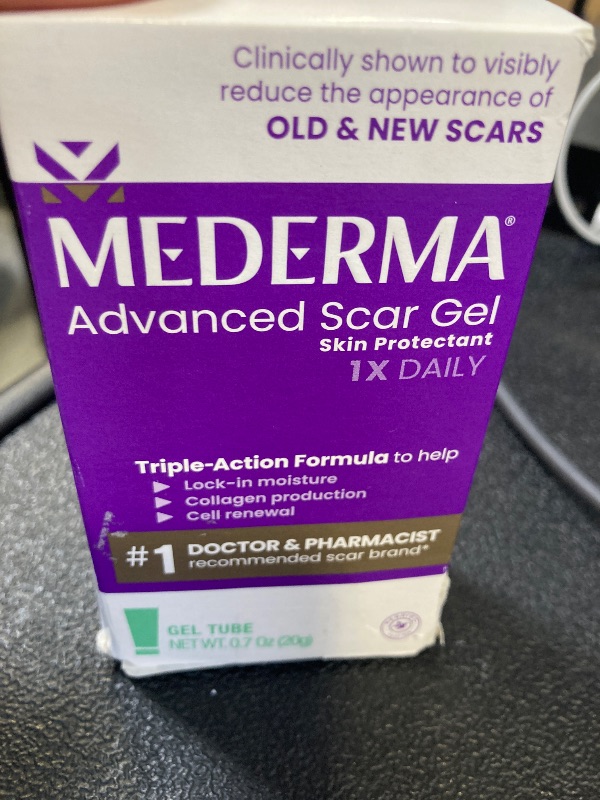 Clinically shown to visibly
reduce the appearance of
OLD & NEW SCARS
MEDERMA®
Advanced Scar Gel
Skin Protectant
1X DAILY
Triple-Action Formula to help
Lock-in moisture
Collagen production
Cell renewal
#1 DOCTOR & PHARMACIST
recommended scar brand*
GEL TUBE
NET WT. 0.7 Oz (20g)